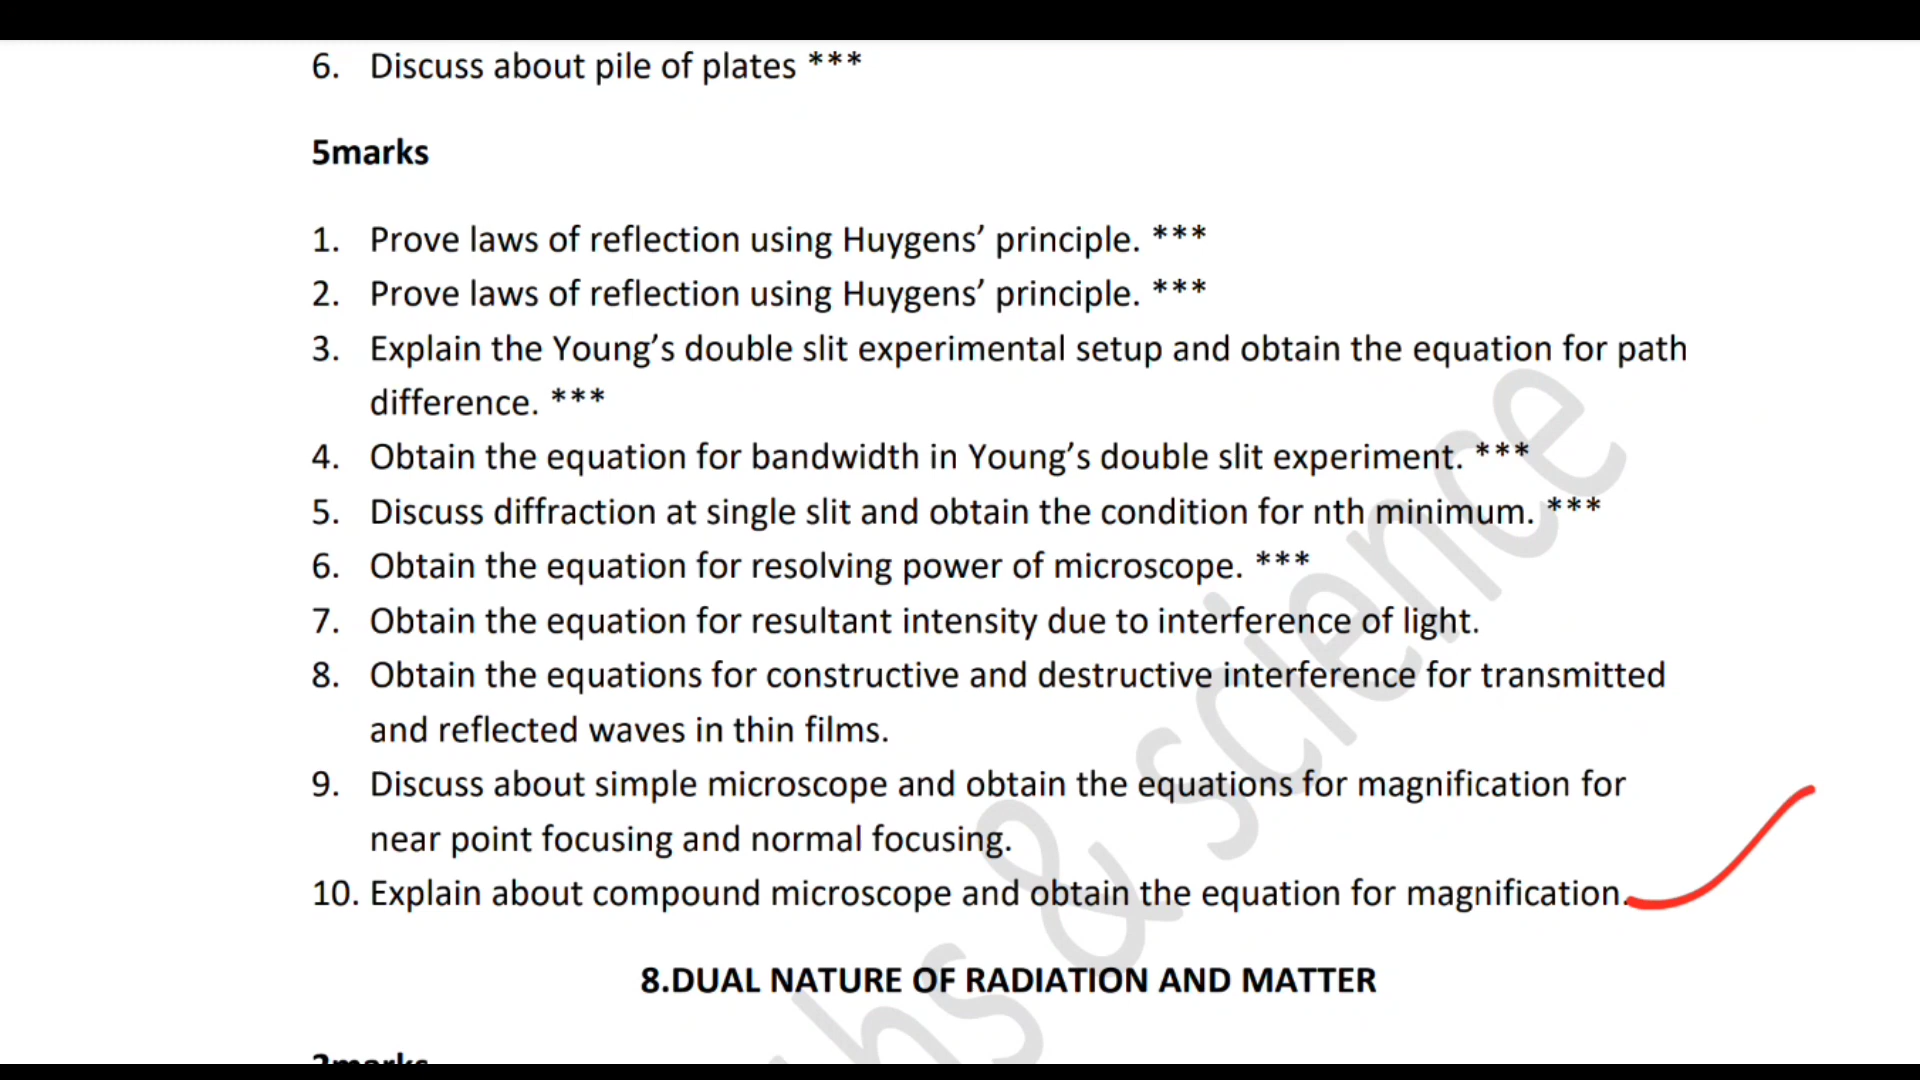 6. Discuss about pile of plates ***
5marks
1. Prove laws of reflection using Huygens’ principle. ***
2. Prove laws of reflection using Huygens’ principle. ***
3. Explain the Young’s double slit experimental setup and obtain the equation for path
difference. ***
4. Obtain the equation for bandwidth in Young’s double slit experiment. ***
5. Discuss diffraction at single slit and obtain the condition for nth minimum. ***
6. Obtain the equation for resolving power of microscope. ***
7. Obtain the equation for resultant intensity due to interference of light.
8. Obtain the equations for constructive and destructive interference for transmitted
and reflected waves in thin films.
9. Discuss about simple microscope and obtain the equations for magnification for
near point focusing and normal focusing.
10. Explain about compound microscope and obtain the equation for magnification.
8.DUAL NATURE OF RADIATION AND MATTER
& science